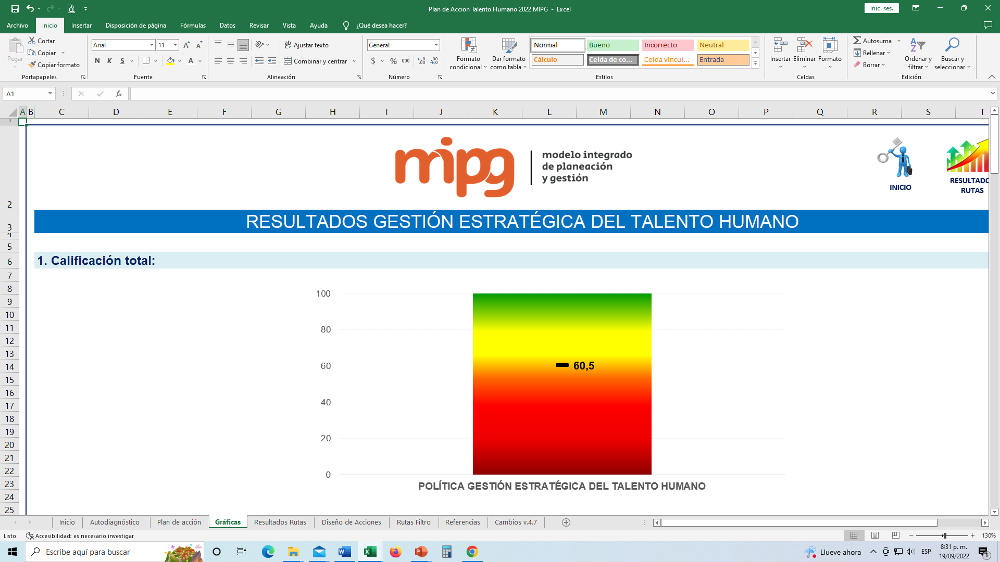 Plan de Accion Talento Humano 2022 MIPG - Excel
Inic. ses.
Archivo Inicio Insertar Disposición de página Fórmulas Datos Revisar Vista Ayuda ¿Qué desea hacer?
Pegar
Cortar
Copiar
Copiar formato
Portapapeles
Arial 11
N K S
Fuente
Ajustar texto
Combinar y centrar
Alineación
General
$ % 000
Número
Formato condicional
Dar formato como tabla
Normal Bueno Incorrecto Neutral
Cálculo Celda de co... Celda vincul... Entrada
Estilos
Insertar Eliminar Formato
Celdas
Autosuma
Rellenar
Borrar
Ordenar y filtrar
Buscar y seleccionar
Edición
A1
fx
A B C D E F G H I J K L M N O P Q R S T
1
2
3
4
5
6
7
8
9
10
11
12
13
14
15
16
17
18
19
20
21
22
23
24
25
mipg
modelo integrado
de planeación
y gestión
INICIO
RESULTADO
RUTAS
RESULTADOS GESTIÓN ESTRATÉGICA DEL TALENTO HUMANO
1. Calificación total:
100
80
60
40
20
0
60,5
POLÍTICA GESTIÓN ESTRATÉGICA DEL TALENTO HUMANO
Inicio Autodiagnóstico Plan de acción Gráficas Resultados Rutas Diseño de Acciones Rutas Filtro Referencias Cambios v.4.7
Listo Accesibilidad: es necesario investigar
130%
Escribe aquí para buscar
Llueve ahora
ESP
8:31 p. m.
19/09/2022
1